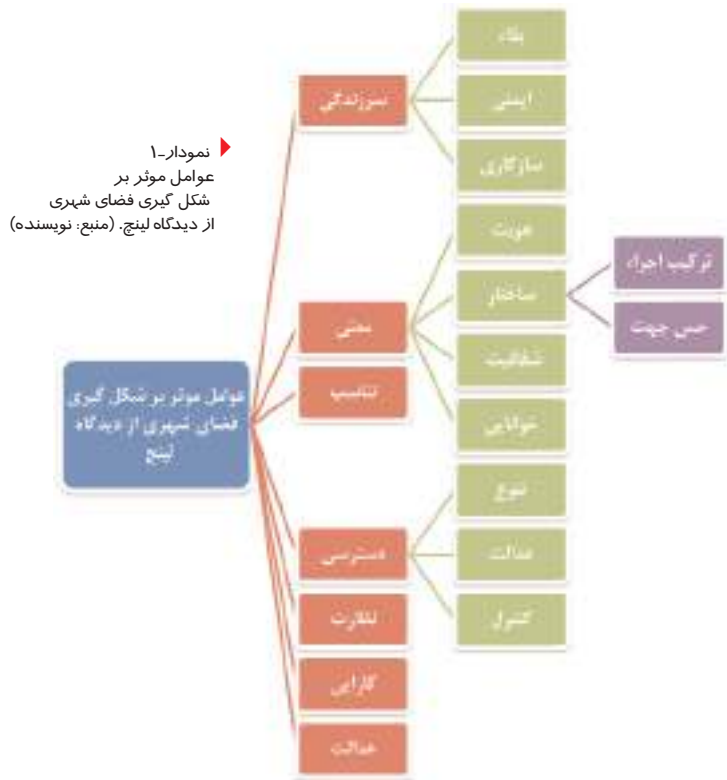 نمودار-۱
عوامل موثر بر
شکل گیری فضای شهری
از دیدگاه لینچ. (منبع: نویسنده)
عوامل موثر بر شکل گیری
فضای شهری از دیدگاه
لینچ
سرزندگی
بقاء
ایمنی
سازگاری
معنی
هویت
ساختار
ترکیب اجزاء
حس جهت
شفافیت
خوانایی
تناسب
دسترسی
تنوع
عدالت
کنترل
نظارت
کارایی
عدالت